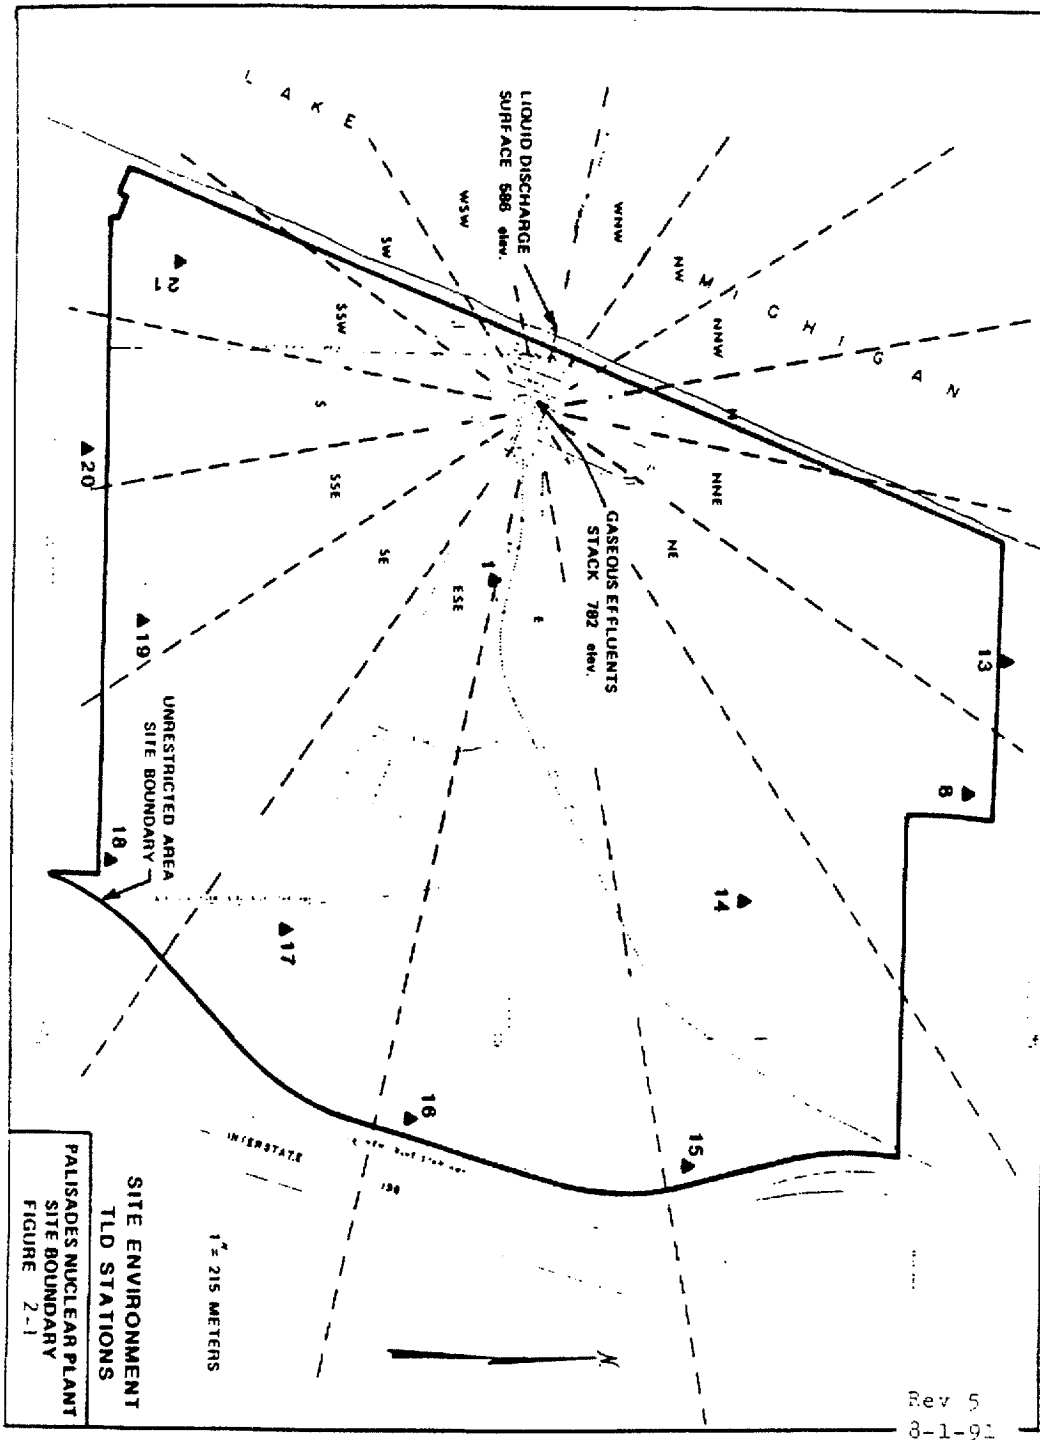 LAKE
MICHIGAN
LIQUID DISCHARGE
SURFACE 586 elev.
WSW
SW
SSW
S
SSE
SE
ESE
E
WNW
NW
NNW
N
NNE
NE
GASEOUS EFFLUENTS
STACK 782 elev.
21
20
19
18
17
16
15
14
8
13
1
UNRESTRICTED AREA
SITE BOUNDARY
INTERSTATE
196
1" = 215 METERS
N
SITE ENVIRONMENT
TLD STATIONS
PALISADES NUCLEAR PLANT
SITE BOUNDARY
FIGURE 2-1
Rev 5
8-1-91